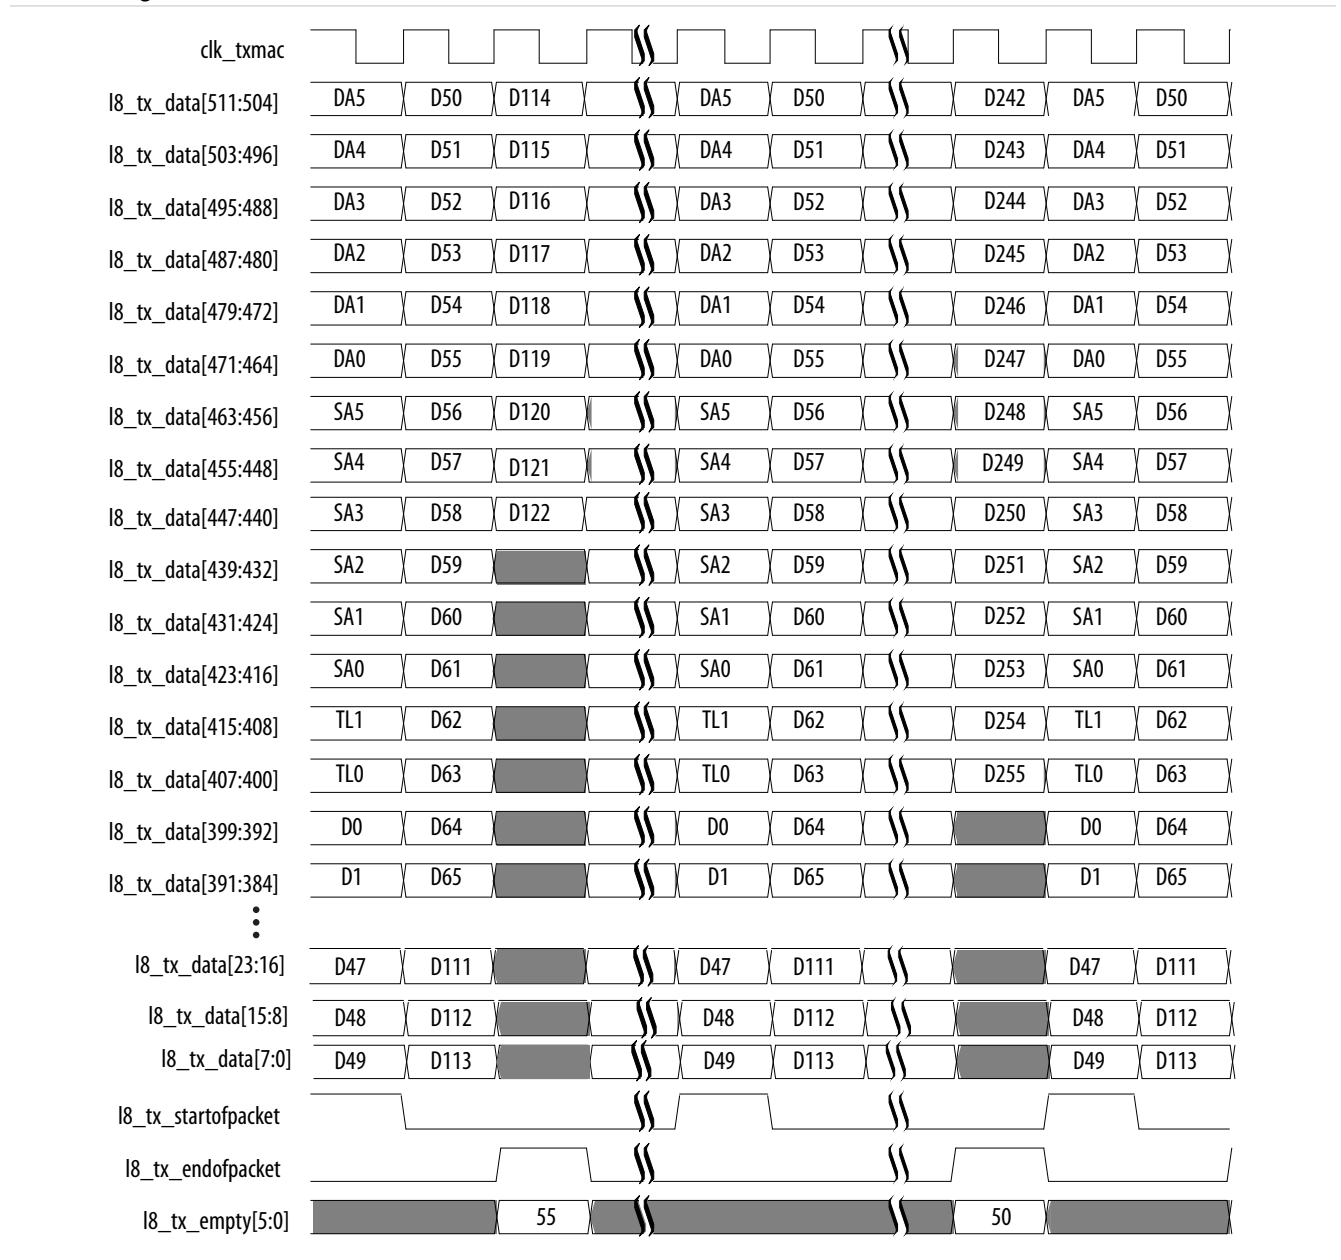 clk_txmac
l8_tx_data[511:504] DA5 D50 D114 DA5 D50 D242 DA5 D50
l8_tx_data[503:496] DA4 D51 D115 DA4 D51 D243 DA4 D51
l8_tx_data[495:488] DA3 D52 D116 DA3 D52 D244 DA3 D52
l8_tx_data[487:480] DA2 D53 D117 DA2 D53 D245 DA2 D53
l8_tx_data[479:472] DA1 D54 D118 DA1 D54 D246 DA1 D54
l8_tx_data[471:464] DA0 D55 D119 DA0 D55 D247 DA0 D55
l8_tx_data[463:456] SA5 D56 D120 SA5 D56 D248 SA5 D56
l8_tx_data[455:448] SA4 D57 D121 SA4 D57 D249 SA4 D57
l8_tx_data[447:440] SA3 D58 D122 SA3 D58 D250 SA3 D58
l8_tx_data[439:432] SA2 D59 SA2 D59 D251 SA2 D59
l8_tx_data[431:424] SA1 D60 SA1 D60 D252 SA1 D60
l8_tx_data[423:416] SA0 D61 SA0 D61 D253 SA0 D61
l8_tx_data[415:408] TL1 D62 TL1 D62 D254 TL1 D62
l8_tx_data[407:400] TL0 D63 TL0 D63 D255 TL0 D63
l8_tx_data[399:392] D0 D64 D0 D64 D0 D64
l8_tx_data[391:384] D1 D65 D1 D65 D1 D65
l8_tx_data[23:16] D47 D111 D47 D111 D47 D111
l8_tx_data[15:8] D48 D112 D48 D112 D48 D112
l8_tx_data[7:0] D49 D113 D49 D113 D49 D113
l8_tx_startofpacket
l8_tx_endofpacket
l8_tx_empty[5:0] 55 50